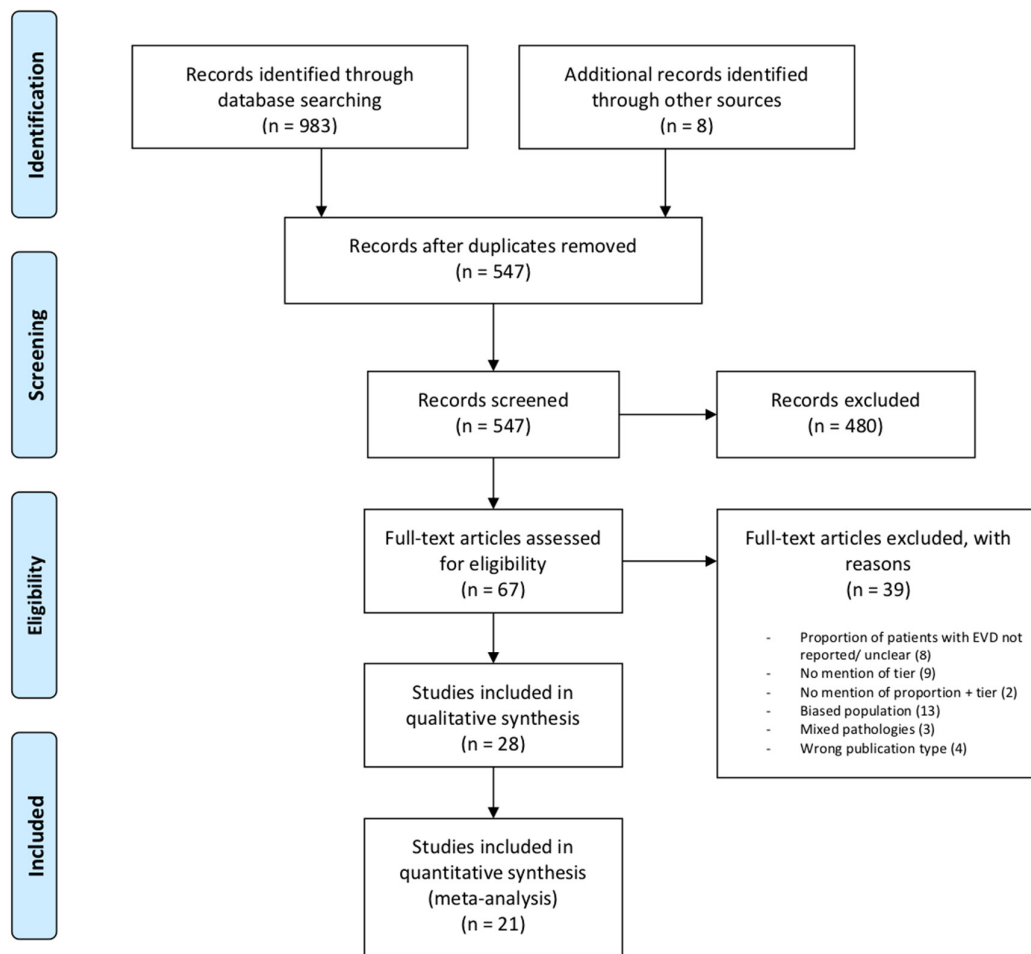 Identification
Records identified through
database searching
(n = 983)
Additional records identified
through other sources
(n = 8)
Records after duplicates removed
(n = 547)
Screening
Records screened
(n = 547)
Records excluded
(n = 480)
Eligibility
Full-text articles assessed
for eligibility
(n = 67)
Full-text articles excluded, with
reasons
(n = 39)
- Proportion of patients with EVD not
reported/ unclear (8)
- No mention of tier (9)
- No mention of proportion + tier (2)
- Biased population (13)
- Mixed pathologies (3)
- Wrong publication type (4)
Studies included in
qualitative synthesis
(n = 28)
Included
Studies included in
quantitative synthesis
(meta-analysis)
(n = 21)